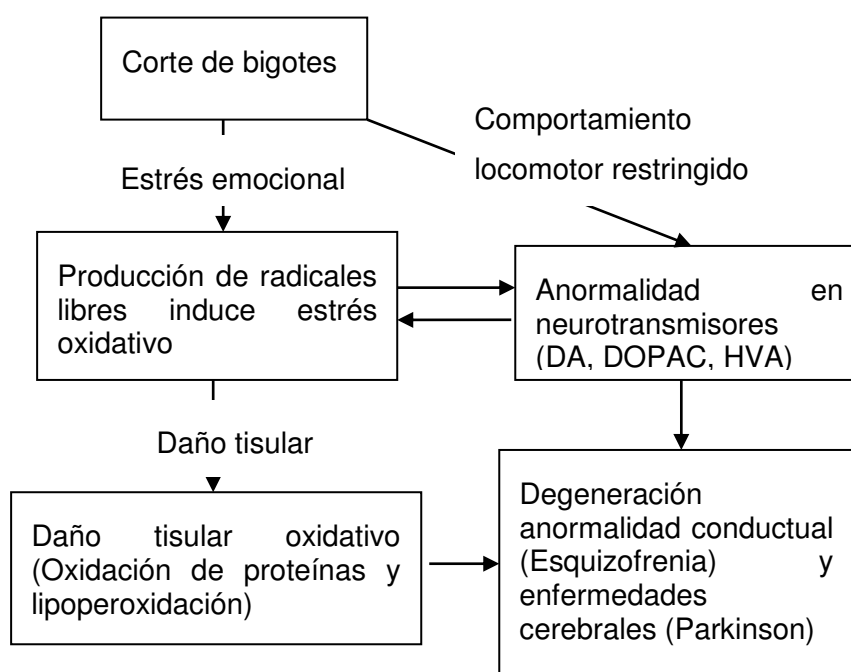 Corte de bigotes
Comportamiento
locomotor restringido
Estrés emocional
Producción de radicales
libres induce estrés
oxidativo
Anormalidad en
neurotransmisores
(DA, DOPAC, HVA)
Daño tisular
Daño tisular oxidativo
(Oxidación de proteínas y
lipoperoxidación)
Degeneración
anormalidad conductual
(Esquizofrenia) y
enfermedades
cerebrales (Parkinson)